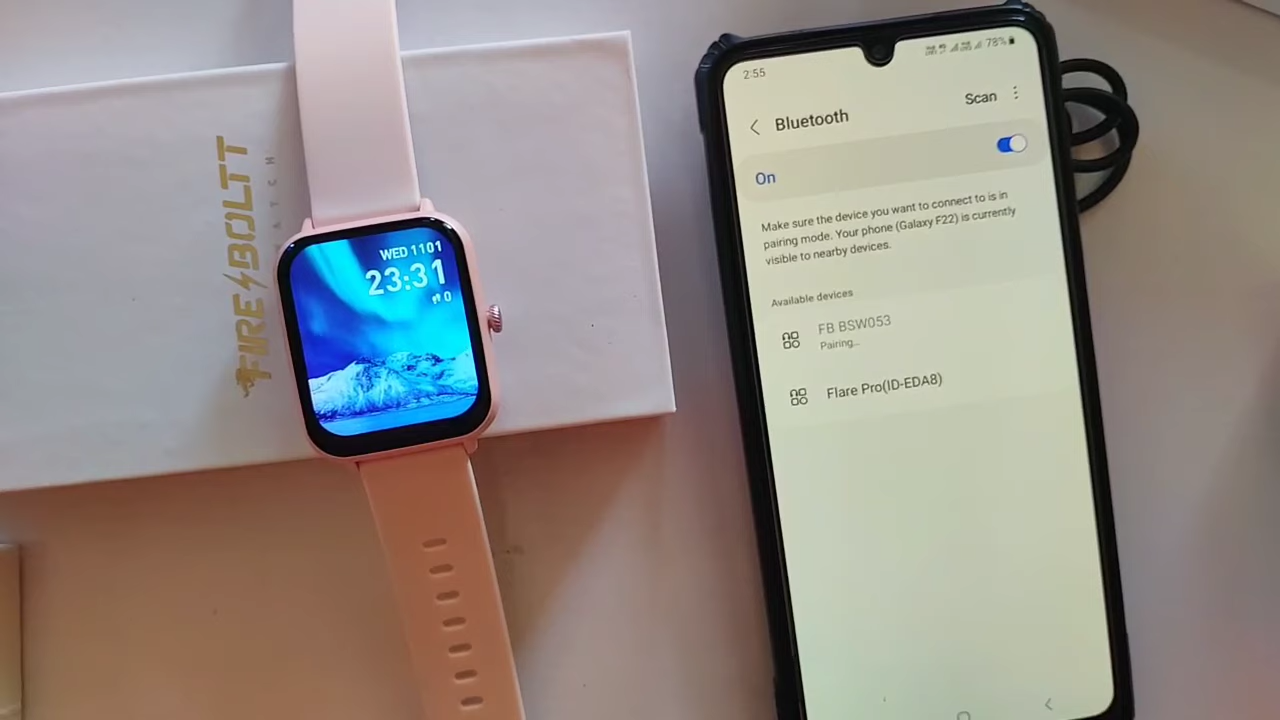 FIRE BOLTT
WATCH
WED 1101
23:31
0
2:55
78%
Bluetooth
Scan
On
Make sure the device you want to connect to is in
pairing mode. Your phone (Galaxy F22) is currently
visible to nearby devices.
Available devices
FB BSW053
Pairing...
Flare Pro(ID-EDA8)